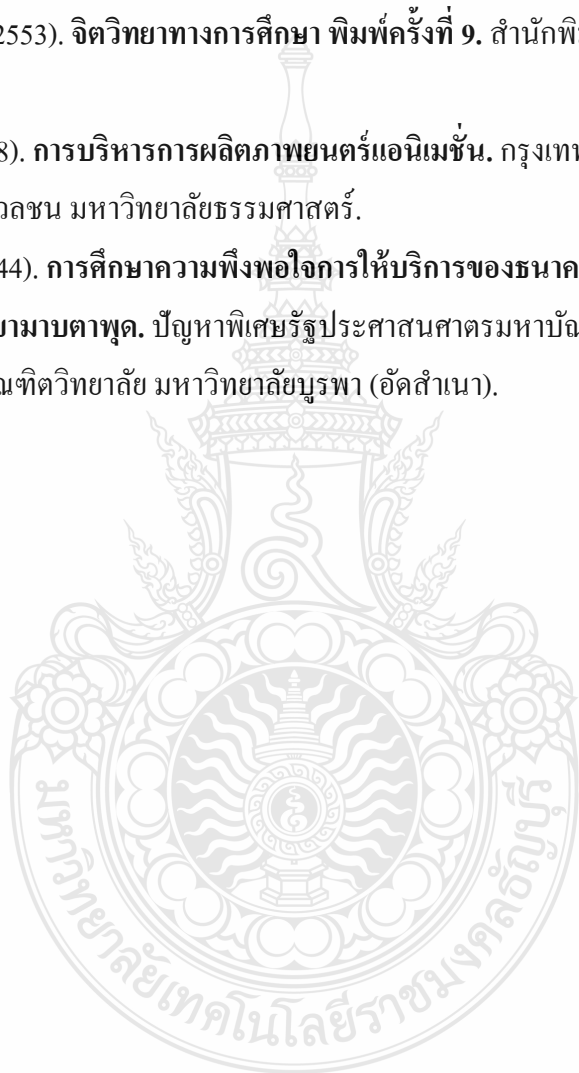 2553). จิตวิทยาทางการศึกษา พิมพ์ครั้งที่ 9. สำนักพิม
8). การบริหารการผลิตภาพยนตร์แอนิเมชั่น. กรุงเทพ
วลชน มหาวิทยาลัยธรรมศาสตร์.
44). การศึกษาความพึงพอใจการให้บริการของธนาค
ขามาบตาพุด. ปัญหาพิเศษรัฐประศาสนศาตรมหาบัณ
ณฑิตวิทยาลัย มหาวิทยาลัยบูรพา (อัดสำเนา).
มหาวิทยาลัยเทคโนโลยีราชมงคลธัญบุรี